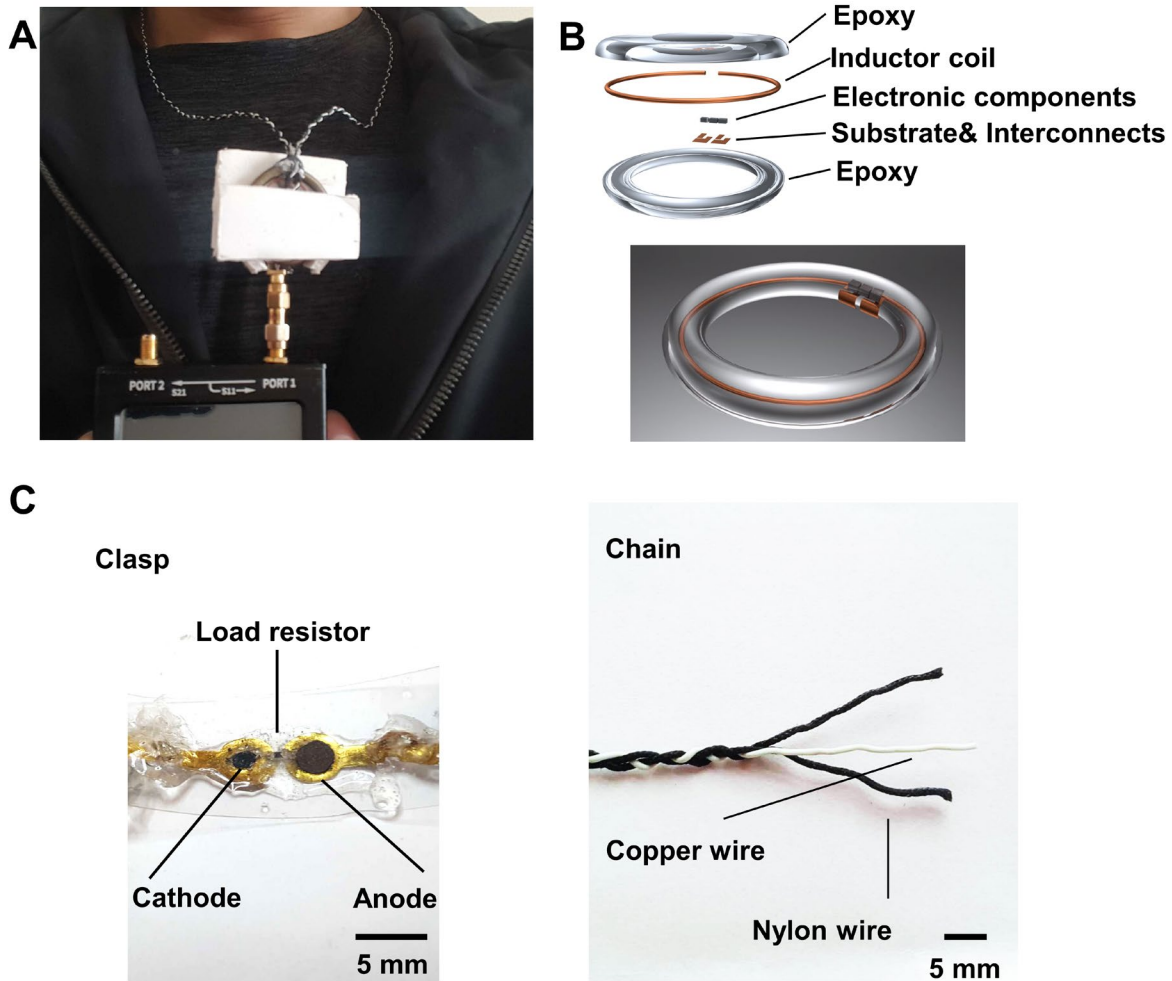 A
PORT 2
PORT 1
S21
S11
B
Epoxy
Inductor coil
Electronic components
Substrate& Interconnects
Epoxy
C
Clasp
Load resistor
Cathode
Anode
5 mm
Chain
Copper wire
Nylon wire
5 mm